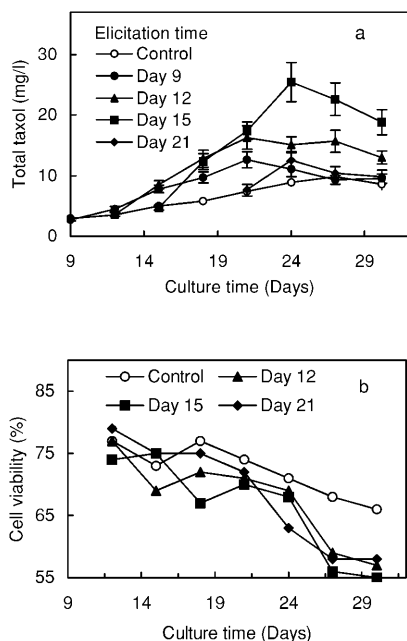 Elicitation time
a
Control
Day 9
Day 12
Day 15
Day 21
Total taxol (mg/l)
30
20
10
0
9 14 19 24 29
Culture time (Days)
b
Control Day 12
Day 15 Day 21
Cell viability (%)
85
75
65
55
9 14 19 24 29
Culture time (Days)